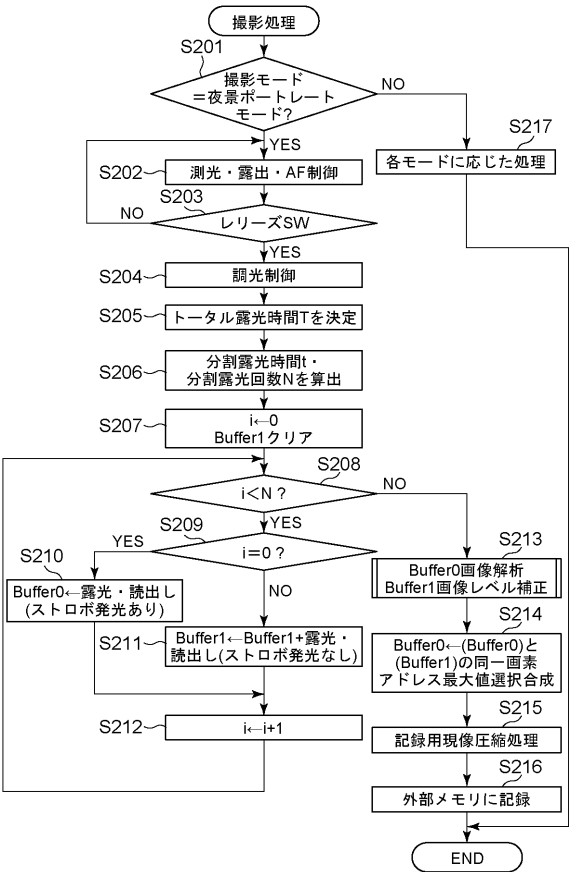 撮影処理
S201
撮影モード
＝夜景ポートレート
モード?
NO
YES
S217
各モードに応じた処理
S202
測光・露出・AF制御
S203
NO
レリーズSW
YES
S204
調光制御
S205
トータル露光時間Tを決定
S206
分割露光時間t・
分割露光回数Nを算出
S207
i←0
Buffer1クリア
S208
i<N ?
NO
YES
S209
i=0 ?
YES
NO
S210
Buffer0←露光・読出し
(ストロボ発光あり)
S211
Buffer1←Buffer1+露光・
読出し(ストロボ発光なし)
S212
i←i+1
S213
Buffer0画像解析
Buffer1画像レベル補正
S214
Buffer0←(Buffer0)と
(Buffer1)の同一画素
アドレス最大値選択合成
S215
記録用現像圧縮処理
S216
外部メモリに記録
END